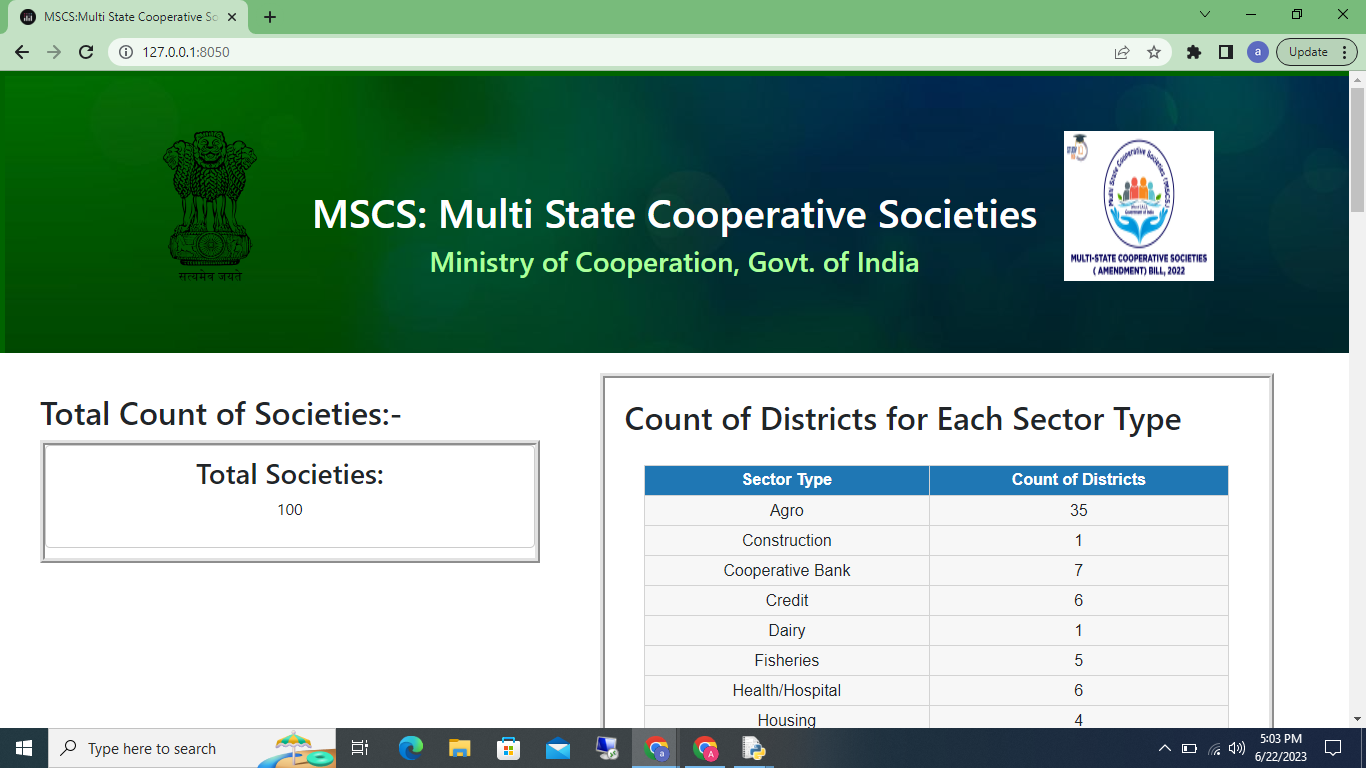 MSCS:Multi State Cooperative So
127.0.0.1:8050
a
Update
सत्यमेव जयते
MSCS: Multi State Cooperative Societies
Ministry of Cooperation, Govt. of India
Multi State Cooperative Societies (MSCS)
Government of India
MULTI-STATE COOPERATIVE SOCIETIES
( AMENDMENT) BILL, 2022
Total Count of Societies:-
Total Societies:
100
Count of Districts for Each Sector Type
Sector Type Count of Districts
Agro 35
Construction 1
Cooperative Bank 7
Credit 6
Dairy 1
Fisheries 5
Health/Hospital 6
Housing 4
Type here to search
a
A
5:03 PM
6/22/2023